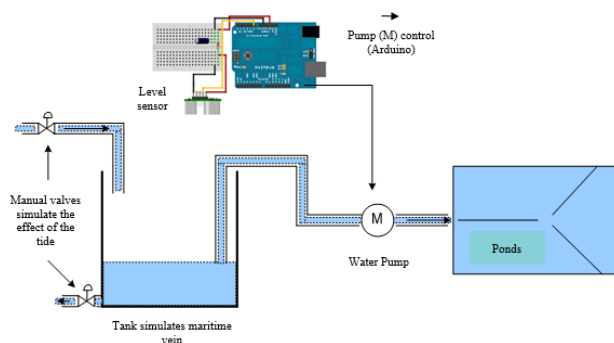 Pump (M) control
(Arduino)
Level
sensor
Manual valves
simulate the
effect of the
tide
M
Ponds
Water Pump
Tank simulates maritime
vein